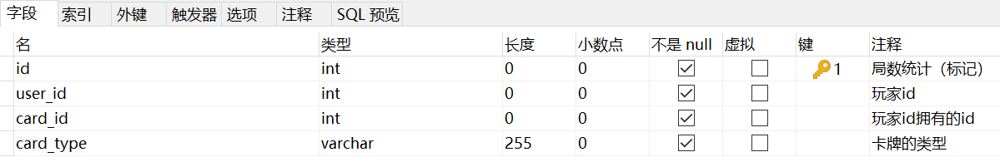 字段 索引 外键 触发器 选项 注释 SQL 预览
名 类型 长度 小数点 不是 null 虚拟 键 注释
id int 0 0 1 局数统计（标记）
user_id int 0 0 玩家id
card_id int 0 0 玩家id拥有的id
card_type varchar 255 0 卡牌的类型